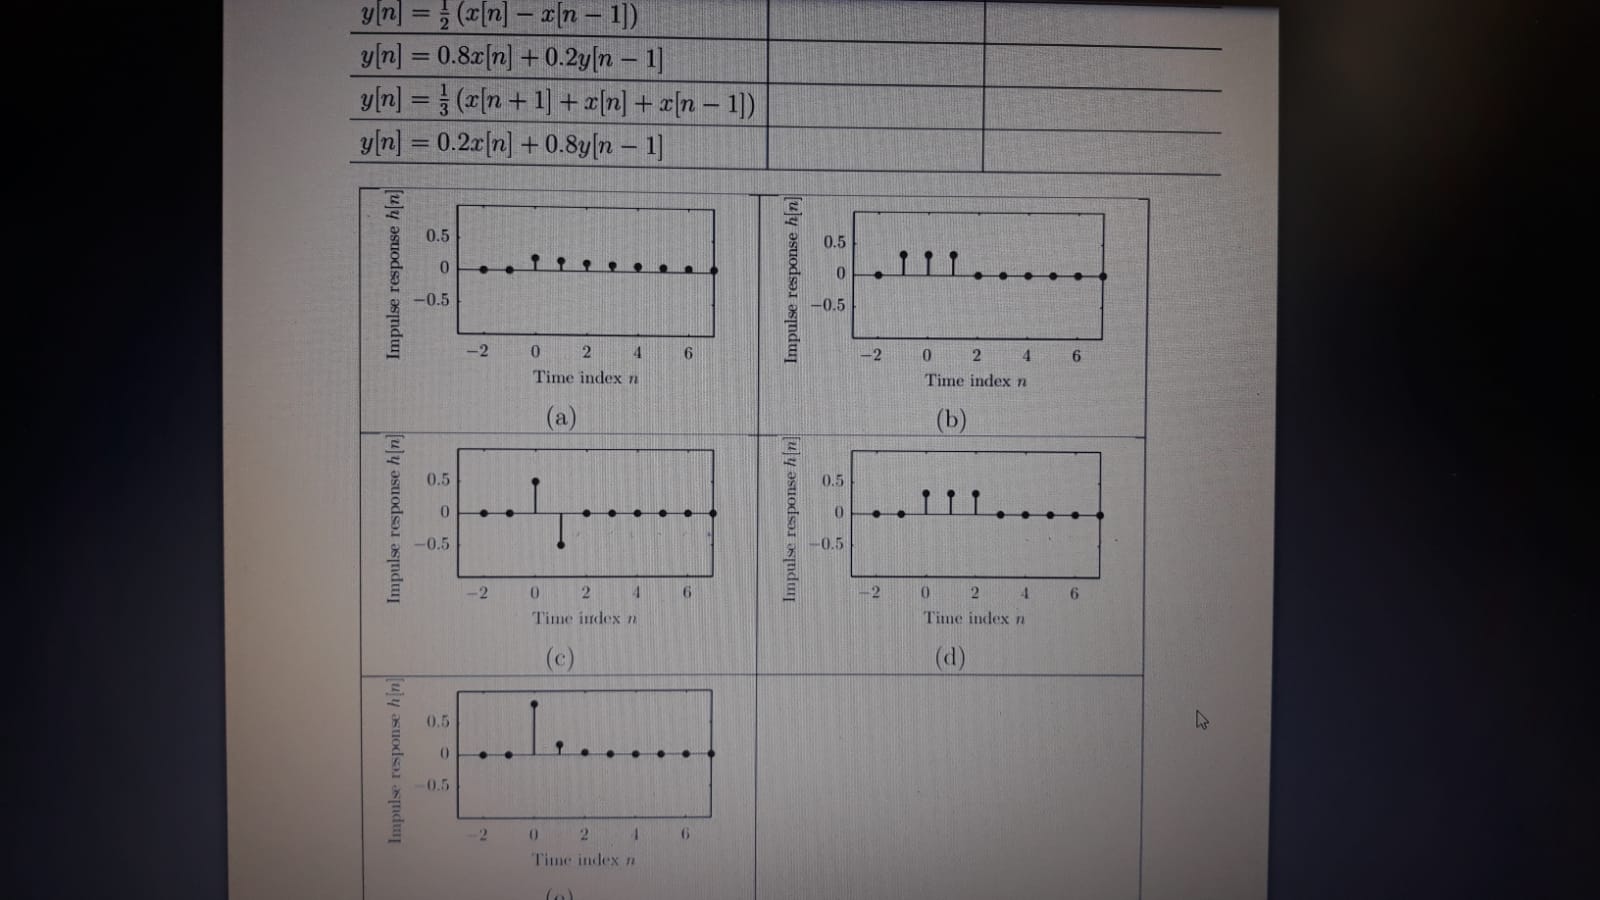 y[n] = 1/2 (x[n] − x[n − 1])
y[n] = 0.8x[n] + 0.2y[n − 1]
y[n] = 1/3 (x[n + 1] + x[n] + x[n − 1])
y[n] = 0.2x[n] + 0.8y[n − 1]
Impulse response h[n]
0.5
0
−0.5
−2 0 2 4 6
Time index n
(a)
Impulse response h[n]
0.5
0
−0.5
−2 0 2 4 6
Time index n
(b)
Impulse response h[n]
0.5
0
−0.5
−2 0 2 4 6
Time index n
(c)
Impulse response h[n]
0.5
0
−0.5
−2 0 2 4 6
Time index n
(d)
Impulse response h[n]
0.5
0
−0.5
−2 0 2 4 6
Time index n